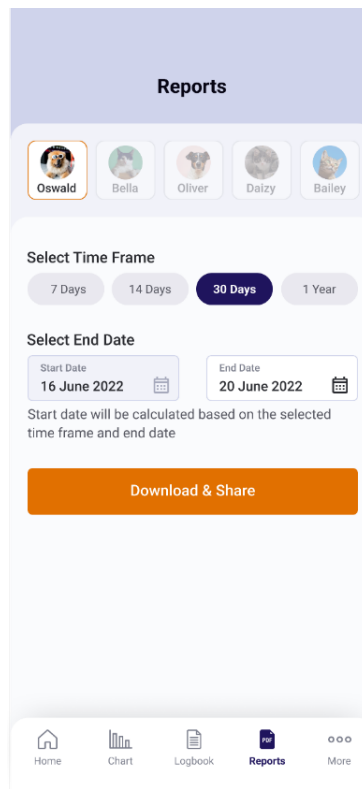 Reports
Oswald
Bella
Oliver
Daizy
Bailey
Select Time Frame
7 Days
14 Days
30 Days
1 Year
Select End Date
Start Date
16 June 2022
End Date
20 June 2022
Start date will be calculated based on the selected
time frame and end date
Download & Share
PDF
Home
Chart
Logbook
Reports
More